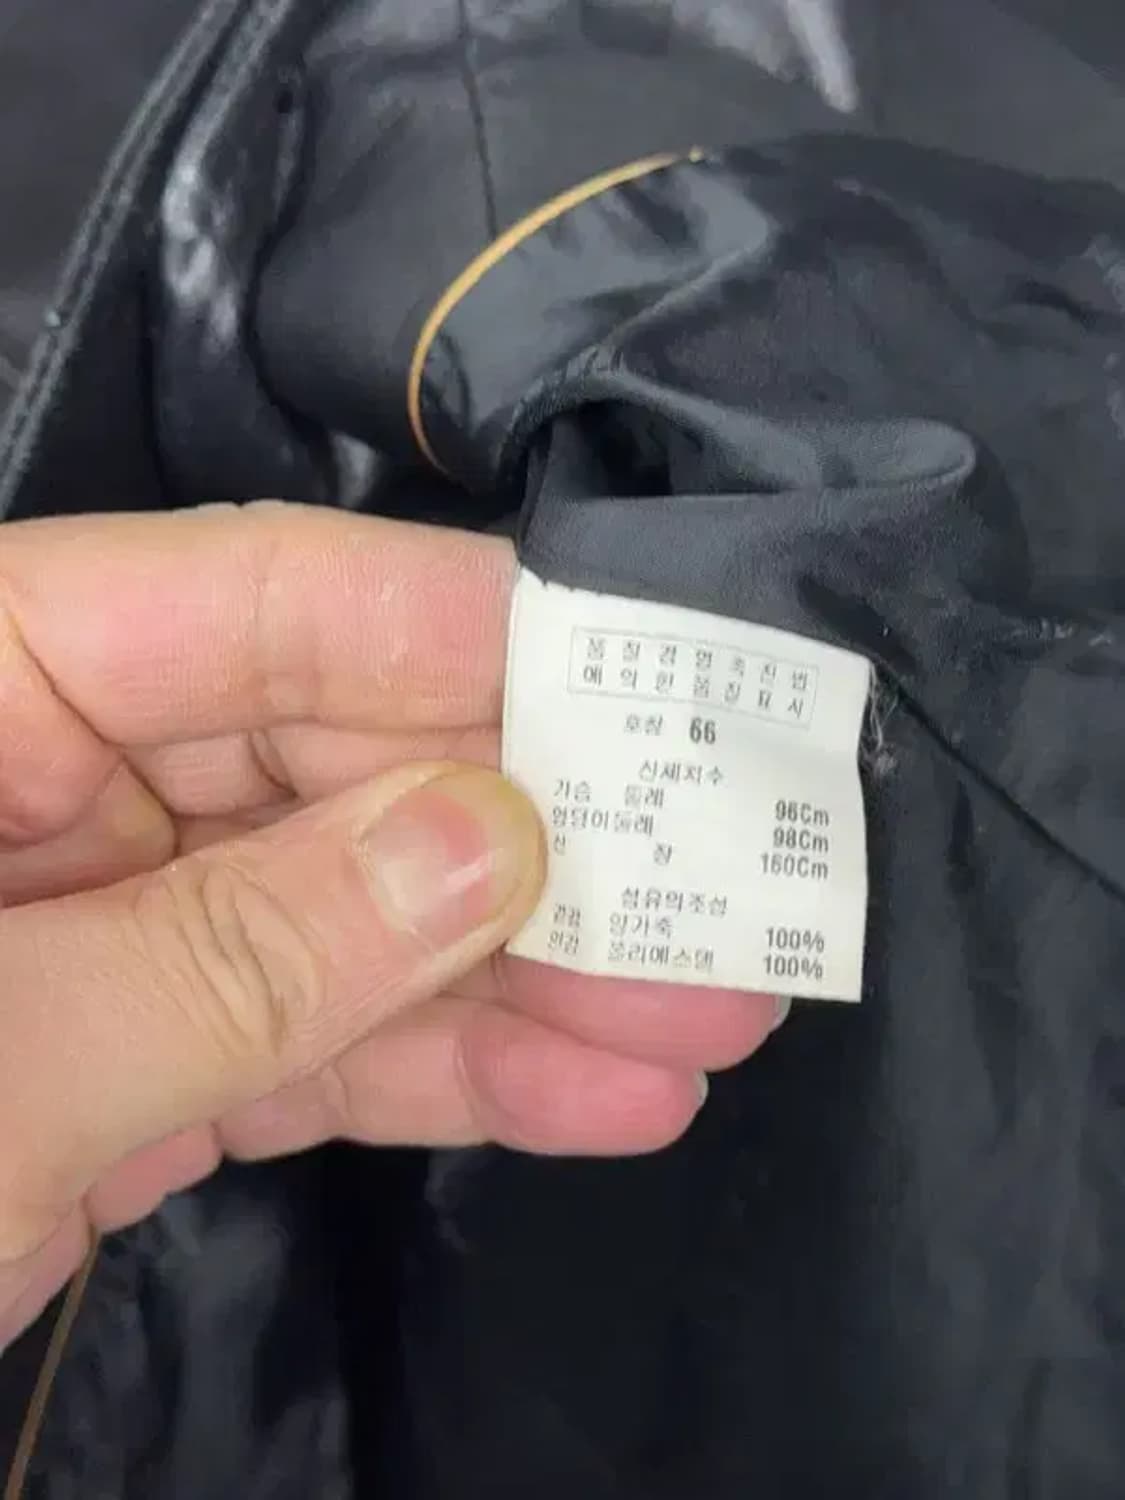 품질경영촉진법
에의한품질표시
호칭 66
신체치수
가슴 둘레 96Cm
엉덩이둘레 98Cm
신 장 160Cm
섬유의조성
겉감 양가죽 100%
안감 폴리에스텔 100%